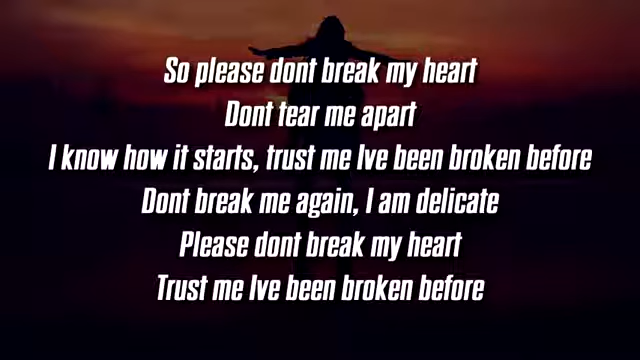 So please dont break my heart
Dont tear me apart
I know how it starts, trust me Ive been broken before
Dont break me again, I am delicate
Please dont break my heart
Trust me Ive been broken before